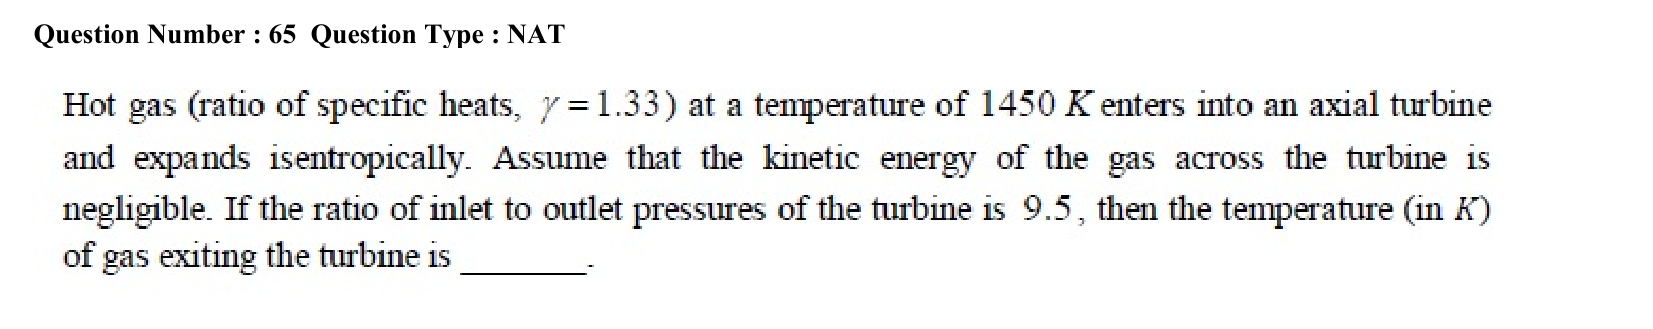 Question Number : 65 Question Type : NAT
Hot gas (ratio of specific heats, γ = 1.33) at a temperature of 1450 K enters into an axial turbine
and expands isentropically. Assume that the kinetic energy of the gas across the turbine is
negligible. If the ratio of inlet to outlet pressures of the turbine is 9.5, then the temperature (in K)
of gas exiting the turbine is ________.